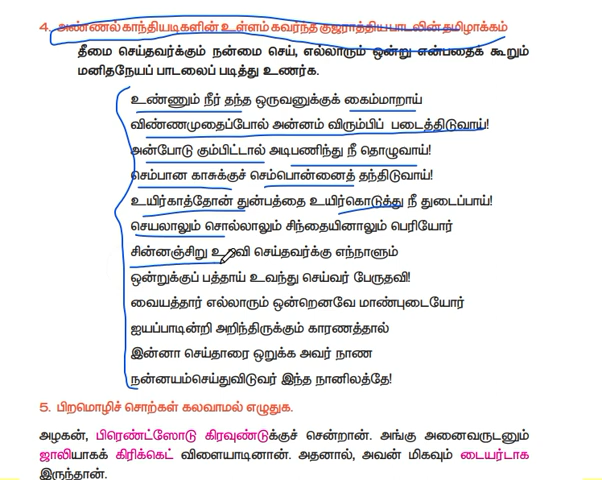 4. அண்ணல் காந்தியடிகளின் உள்ளம் கவர்ந்த குஜராத்திய பாடலின் தமிழாக்கம்
தீமை செய்தவர்க்கும் நன்மை செய், எல்லாரும் ஒன்று என்பதைக் கூறும்
மனிதநேயப் பாடலைப் படித்து உணர்க.
உண்ணும் நீர் தந்த ஒருவனுக்குக் கைம்மாறாய்
விண்ணமுதைப்போல் அன்னம் விரும்பிப் படைத்திடுவாய்!
அன்போடு கும்பிட்டால் அடிபணிந்து நீ தொழுவாய்!
செம்பான காசுக்குச் செம்பொன்னைத் தந்திடுவாய்!
உயிர்காத்தோன் துன்பத்தை உயிர்கொடுத்து நீ துடைப்பாய்!
செயலாலும் சொல்லாலும் சிந்தையினாலும் பெரியோர்
சின்னஞ்சிறு உதவி செய்தவர்க்கு எந்நாளும்
ஒன்றுக்குப் பத்தாய் உவந்து செய்வர் பேருதவி!
வையத்தார் எல்லாரும் ஒன்றெனவே மாண்புடையோர்
ஐயப்பாடின்றி அறிந்திருக்கும் காரணத்தால்
இன்னா செய்தாரை ஒறுக்க அவர் நாண
நன்னயம்செய்துவிடுவர் இந்த நானிலத்தே!
5. பிறமொழிச் சொற்கள் கலவாமல் எழுதுக.
அழகன், பிரெண்ட்ஸோடு கிரவுண்டுக்குச் சென்றான். அங்கு அனைவருடனும்
ஜாலியாகக் கிரிக்கெட் விளையாடினான். அதனால், அவன் மிகவும் டையர்டாக
இருந்தான்.